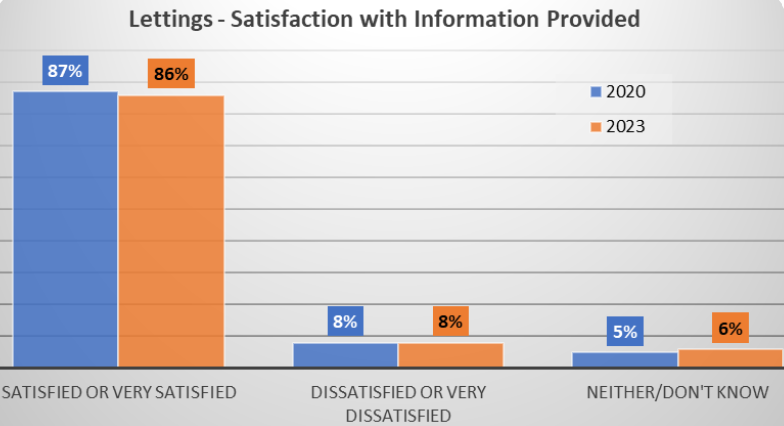 Lettings - Satisfaction with Information Provided
87%
86%
2020
2023
8%
8%
5%
6%
SATISFIED OR VERY SATISFIED
DISSATISFIED OR VERY
DISSATISFIED
NEITHER/DON'T KNOW